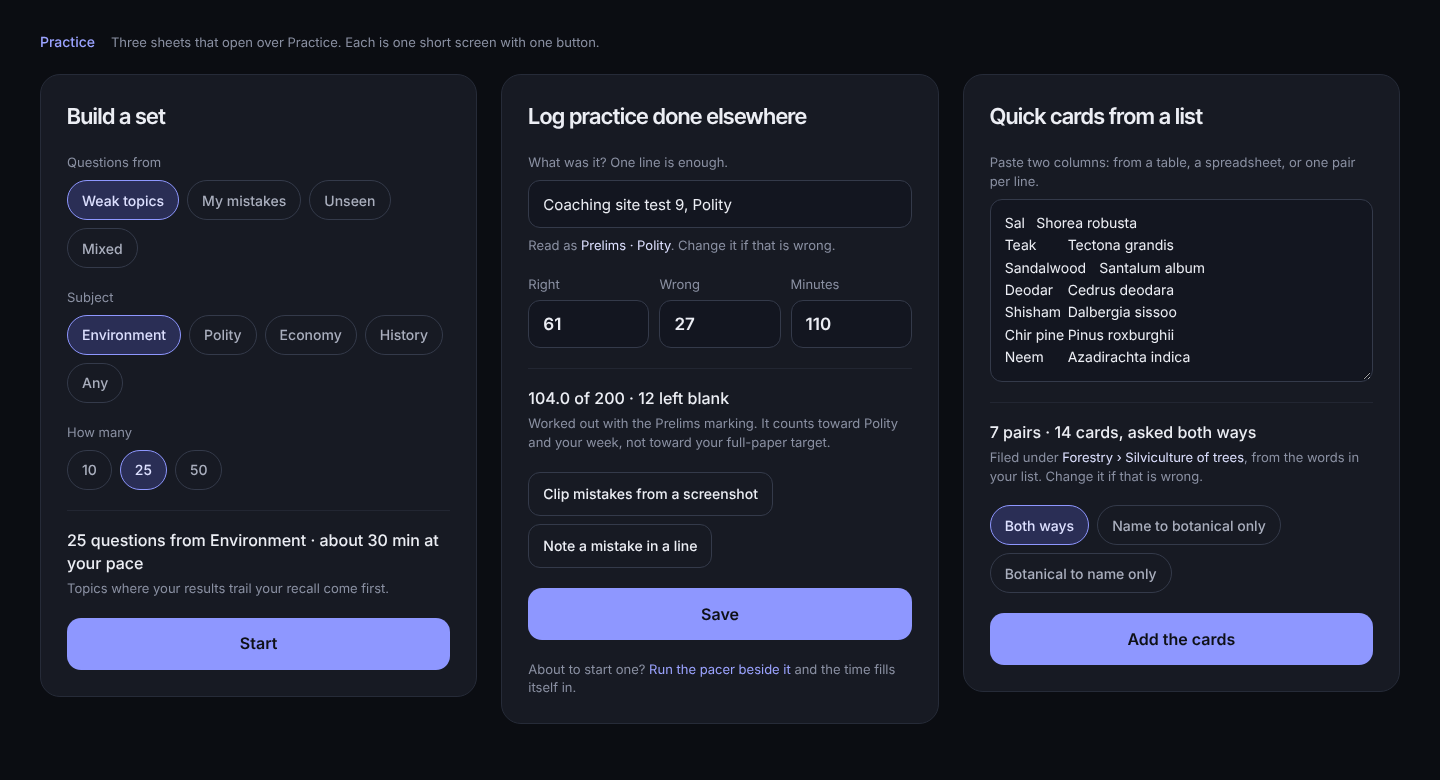 Practice Three sheets that open over Practice. Each is one short screen with one button.
Build a set
Questions from
Weak topics My mistakes Unseen
Mixed
Subject
Environment Polity Economy History
Any
How many
10 25 50
25 questions from Environment · about 30 min at
your pace
Topics where your results trail your recall come first.
Start
Log practice done elsewhere
What was it? One line is enough.
Coaching site test 9, Polity
Read as Prelims · Polity. Change it if that is wrong.
Right Wrong Minutes
61 27 110
104.0 of 200 · 12 left blank
Worked out with the Prelims marking. It counts toward Polity
and your week, not toward your full-paper target.
Clip mistakes from a screenshot
Note a mistake in a line
Save
About to start one? Run the pacer beside it and the time fills
itself in.
Quick cards from a list
Paste two columns: from a table, a spreadsheet, or one pair
per line.
Sal Shorea robusta
Teak Tectona grandis
Sandalwood Santalum album
Deodar Cedrus deodara
Shisham Dalbergia sissoo
Chir pine Pinus roxburghii
Neem Azadirachta indica
7 pairs · 14 cards, asked both ways
Filed under Forestry › Silviculture of trees, from the words in
your list. Change it if that is wrong.
Both ways Name to botanical only
Botanical to name only
Add the cards